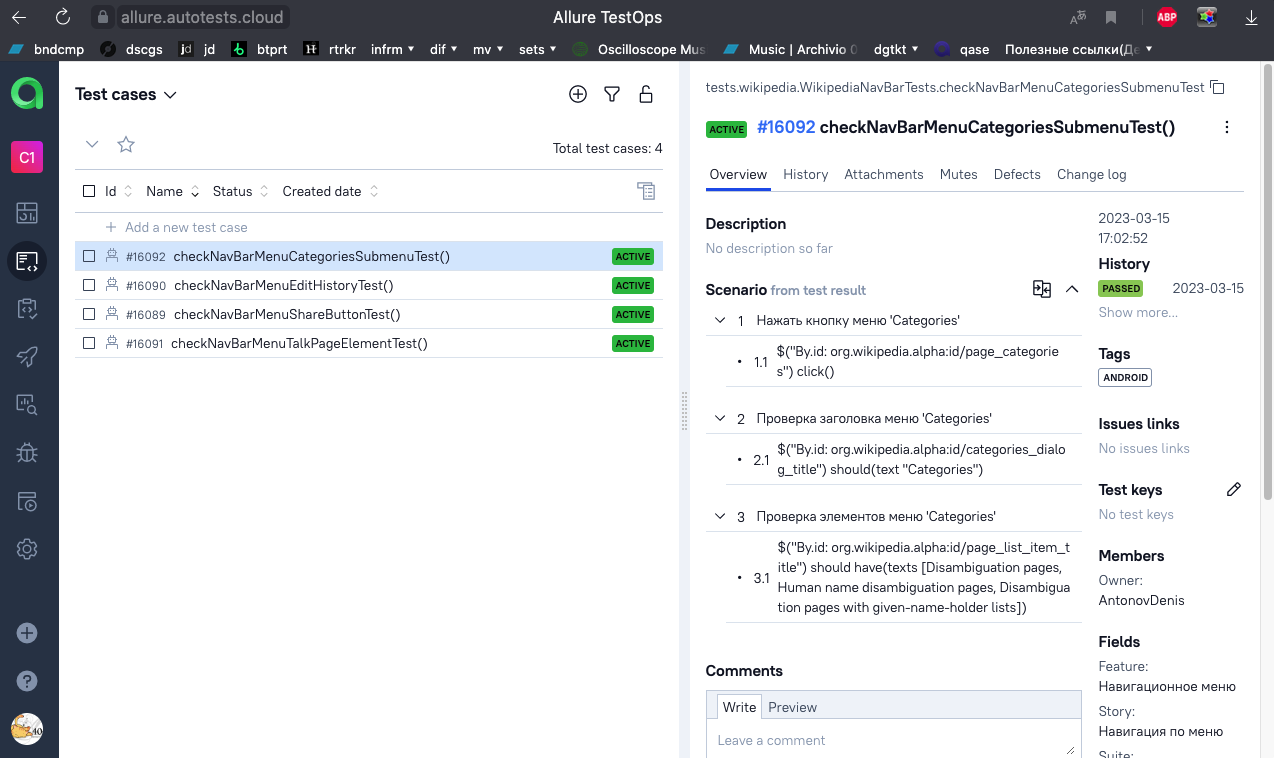 allure.autotests.cloud
Allure TestOps
ABP
bndcmp
dscgs
jd jd
b btprt
H rtrkr
infrm
dif
mv
sets
Oscilloscope Mus
Music | Archivio
dgtkt
qase
Полезные ссылки(Де
C1
Test cases
Total test cases: 4
Id
Name
Status
Created date
Add a new test case
#16092 checkNavBarMenuCategoriesSubmenuTest() ACTIVE
#16090 checkNavBarMenuEditHistoryTest() ACTIVE
#16089 checkNavBarMenuShareButtonTest() ACTIVE
#16091 checkNavBarMenuTalkPageElementTest() ACTIVE
tests.wikipedia.WikipediaNavBarTests.checkNavBarMenuCategoriesSubmenuTest
ACTIVE #16092 checkNavBarMenuCategoriesSubmenuTest()
Overview
History
Attachments
Mutes
Defects
Change log
Description
No description so far
Scenario from test result
1 Нажать кнопку меню 'Categories'
1.1 $("By.id: org.wikipedia.alpha:id/page_categorie
s") click()
2 Проверка заголовка меню 'Categories'
2.1 $("By.id: org.wikipedia.alpha:id/categories_dialo
g_title") should(text "Categories")
3 Проверка элементов меню 'Categories'
3.1 $("By.id: org.wikipedia.alpha:id/page_list_item_t
itle") should have(texts [Disambiguation pages,
Human name disambiguation pages, Disambigua
tion pages with given-name-holder lists])
Comments
Write
Preview
Leave a comment
2023-03-15
17:02:52
History
PASSED 2023-03-15
Show more...
Tags
ANDROID
Issues links
No issues links
Test keys
No test keys
Members
Owner:
AntonovDenis
Fields
Feature:
Навигационное меню
Story:
Навигация по меню
Suite:
40